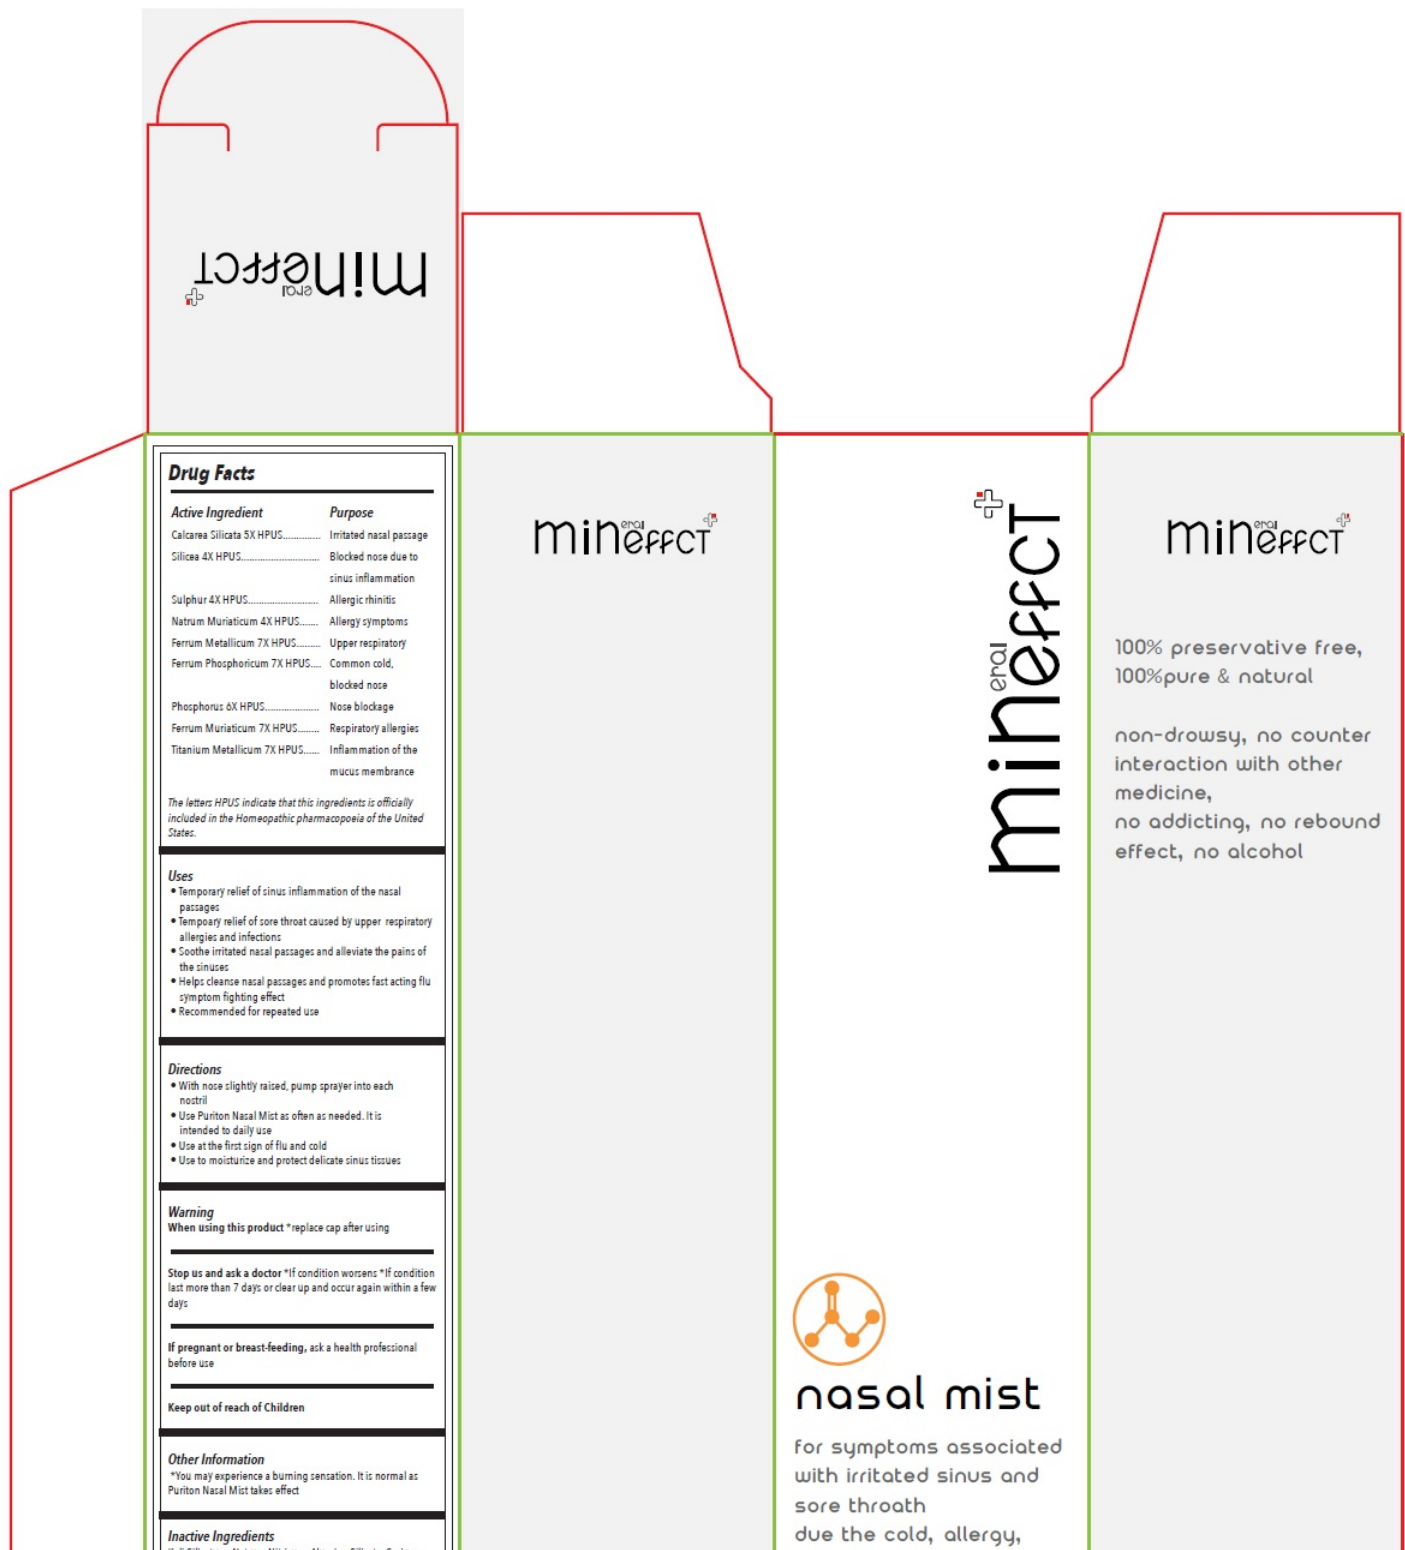 mineral effCT
Drug Facts
Active Ingredient Purpose
Calcarea Silicata 5X HPUS.............. Irritated nasal passage
Silicea 4X HPUS............................. Blocked nose due to
sinus inflammation
Sulphur 4X HPUS.......................... Allergic rhinitis
Natrum Muriaticum 4X HPUS....... Allergy symptoms
Ferrum Metallicum 7X HPUS......... Upper respiratory
Ferrum Phosphoricum 7X HPUS.... Common cold,
blocked nose
Phosphorus 6X HPUS.................... Nose blockage
Ferrum Muriaticum 7X HPUS........ Respiratory allergies
Titanium Metallicum 7X HPUS...... Inflammation of the
mucus membrance
The letters HPUS indicate that this ingredients is officially
included in the Homeopathic pharmacopoeia of the United
States.
Uses
• Temporary relief of sinus inflammation of the nasal
passages
• Tempoary relief of sore throat caused by upper respiratory
allergies and infections
• Soothe irritated nasal passages and alleviate the pains of
the sinuses
• Helps cleanse nasal passages and promotes fast acting flu
symptom fighting effect
• Recommended for repeated use
Directions
• With nose slightly raised, pump sprayer into each
nostril
• Use Puriton Nasal Mist as often as needed. It is
intended to daily use
• Use at the first sign of flu and cold
• Use to moisturize and protect delicate sinus tissues
Warning
When using this product *replace cap after using
Stop us and ask a doctor *If condition worsens *If condition
last more than 7 days or clear up and occur again within a few
days
If pregnant or breast-feeding, ask a health professional
before use
Keep out of reach of Children
Other Information
*You may experience a burning sensation. It is normal as
Puriton Nasal Mist takes effect
Inactive Ingredients
mineral effCT
mineral effCT
nasal mist
for symptoms associated
with irritated sinus and
sore throath
due the cold, allergy,
mineral effCT
100% preservative free,
100%pure & natural
non-drowsy, no counter
interaction with other
medicine,
no addicting, no rebound
effect, no alcohol